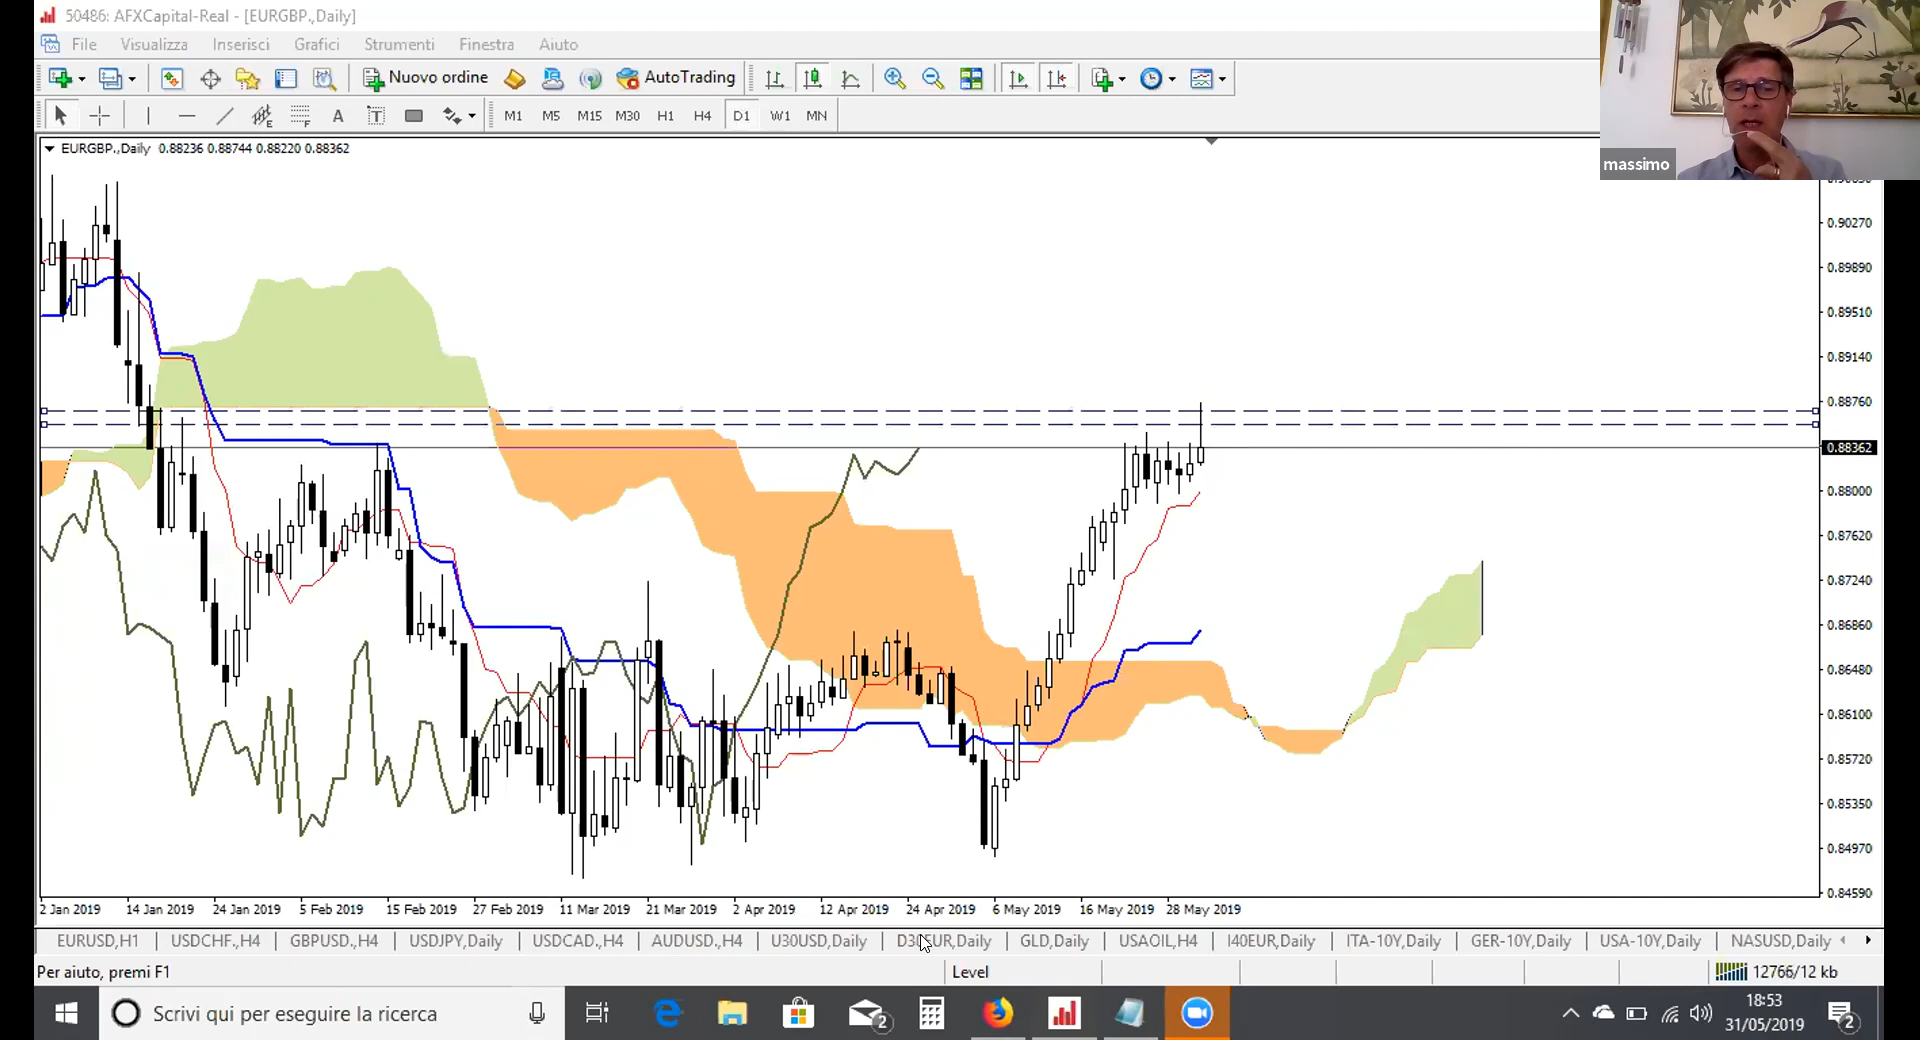 50486: AFXCapital-Real - [EURGBP.,Daily]
File Visualizza Inserisci Grafici Strumenti Finestra Aiuto
Nuovo ordine AutoTrading
A T M1 M5 M15 M30 H1 H4 D1 W1 MN
massimo
EURGBP.,Daily 0.88236 0.88744 0.88220 0.88362
0.90270
0.89890
0.89510
0.89140
0.88760
0.88362
0.88000
0.87620
0.87240
0.86860
0.86480
0.86100
0.85720
0.85350
0.84970
0.84590
2 Jan 2019 14 Jan 2019 24 Jan 2019 5 Feb 2019 15 Feb 2019 27 Feb 2019 11 Mar 2019 21 Mar 2019 2 Apr 2019 12 Apr 2019 24 Apr 2019 6 May 2019 16 May 2019 28 May 2019
EURUSD,H1 USDCHF.,H4 GBPUSD.,H4 USDJPY,Daily USDCAD.,H4 AUDUSD.,H4 U30USD,Daily D30EUR,Daily GLD,Daily USAOIL,H4 I40EUR,Daily ITA-10Y,Daily GER-10Y,Daily USA-10Y,Daily NASUSD,Daily
Per aiuto, premi F1 Level 12766/12 kb
Scrivi qui per eseguire la ricerca 2 18:53
31/05/2019 2